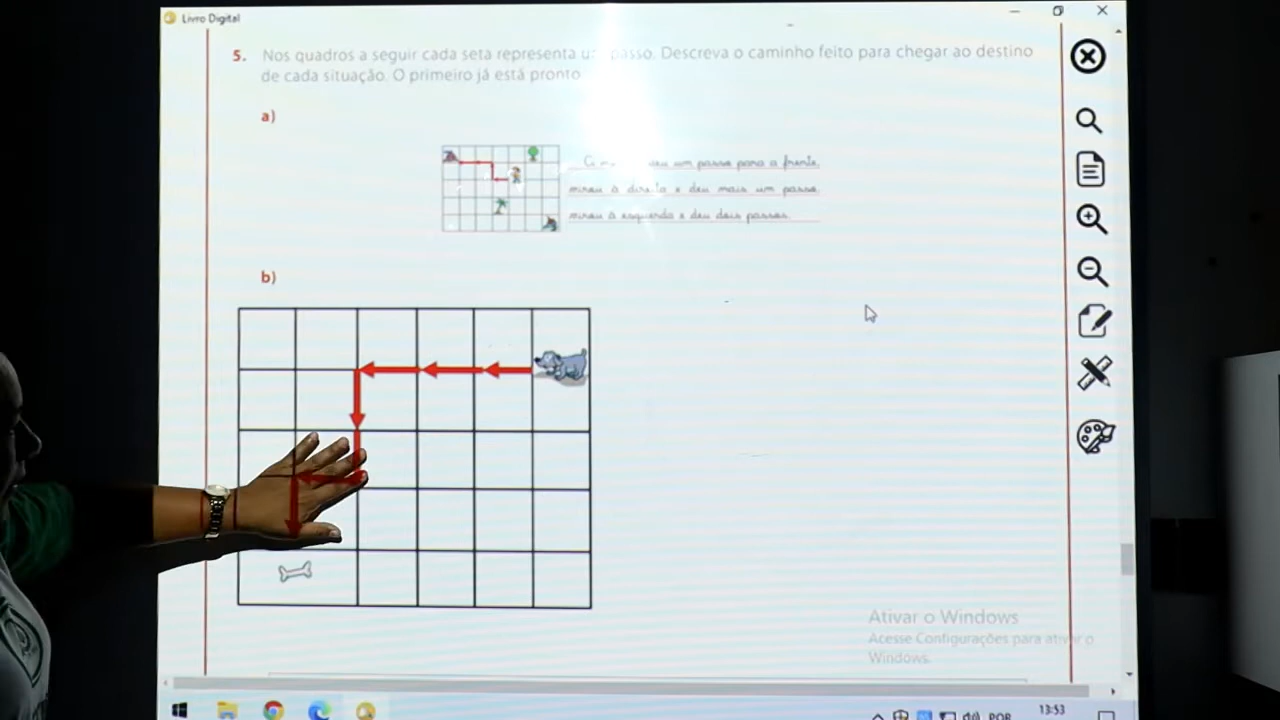 Livro Digital
5. Nos quadros a seguir cada seta representa passo. Descreva o caminho feito para chegar ao destino
de cada situação. O primeiro já está pronto
a)
um passo para a frente,
virou à direita e deu mais um passo,
virou à esquerda e deu dois passos.
b)
Ativar o Windows
Acesse Configurações para ativar o
Windows.
13:53
POR